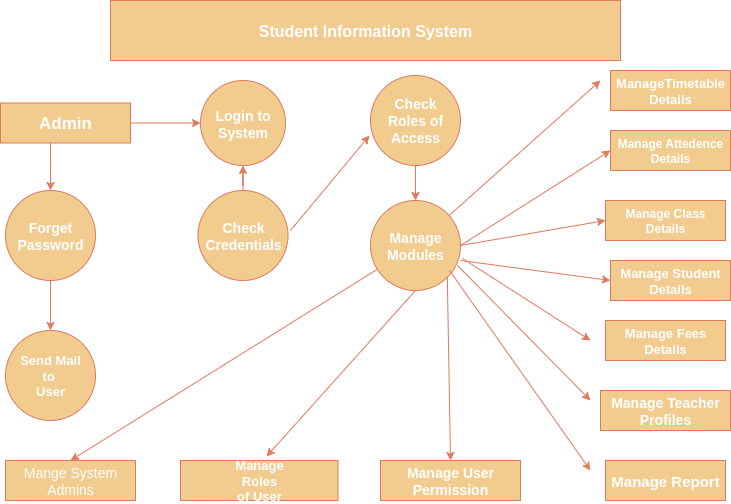 Student Information System
Admin
Login to
System
Check
Roles of
Access
ManageTimetable
Details
Manage Attedence
Details
Forget
Password
Check
Credentials
Manage
Modules
Manage Class
Details
Manage Student
Details
Send Mail
to
User
Manage Fees
Details
Manage Teacher
Profiles
Mange System
Admins
Manage
Roles
of User
Manage User
Permission
Manage Report